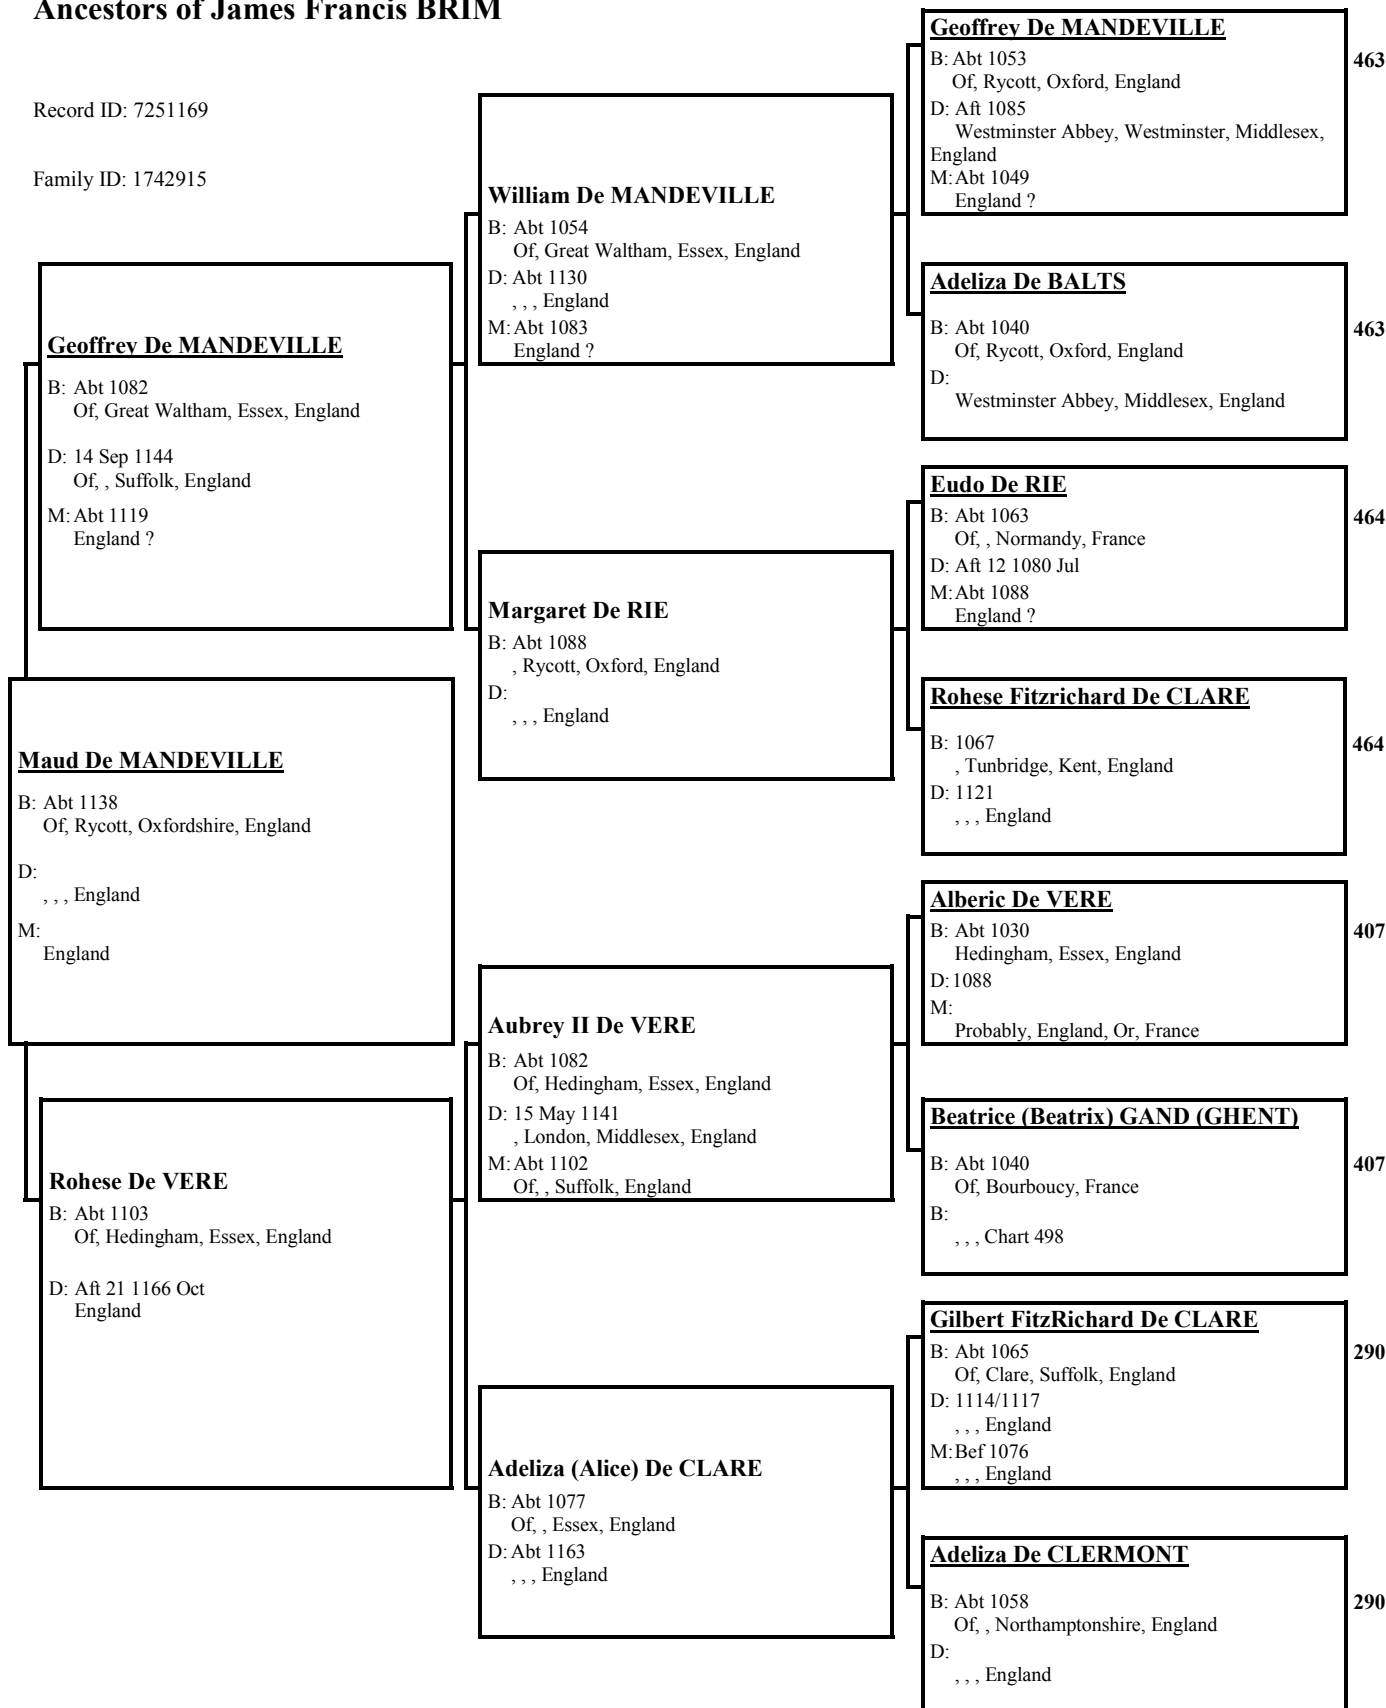 Ancestors of James Francis BRIM
Record ID: 7251169
Family ID: 1742915
Geoffrey De MANDEVILLE
B: Abt 1082
Of, Great Waltham, Essex, England
D: 14 Sep 1144
Of, , Suffolk, England
M: Abt 1119
England ?
Maud De MANDEVILLE
B: Abt 1138
Of, Rycott, Oxfordshire, England
D:
, , , England
M:
England
Rohese De VERE
B: Abt 1103
Of, Hedingham, Essex, England
D: Aft 21 1166 Oct
England
William De MANDEVILLE
B: Abt 1054
Of, Great Waltham, Essex, England
D: Abt 1130
, , , England
M: Abt 1083
England ?
Margaret De RIE
B: Abt 1088
, Rycott, Oxford, England
D:
, , , England
Aubrey II De VERE
B: Abt 1082
Of, Hedingham, Essex, England
D: 15 May 1141
, London, Middlesex, England
M: Abt 1102
Of, , Suffolk, England
Adeliza (Alice) De CLARE
B: Abt 1077
Of, , Essex, England
D: Abt 1163
, , , England
Geoffrey De MANDEVILLE
B: Abt 1053 463
Of, Rycott, Oxford, England
D: Aft 1085
Westminster Abbey, Westminster, Middlesex,
England
M: Abt 1049
England ?
Adeliza De BALTS
B: Abt 1040 463
Of, Rycott, Oxford, England
D:
Westminster Abbey, Middlesex, England
Eudo De RIE
B: Abt 1063 464
Of, , Normandy, France
D: Aft 12 1080 Jul
M: Abt 1088
England ?
Rohese Fitzrichard De CLARE
B: 1067 464
, Tunbridge, Kent, England
D: 1121
, , , England
Alberic De VERE
B: Abt 1030 407
Hedingham, Essex, England
D: 1088
M:
Probably, England, Or, France
Beatrice (Beatrix) GAND (GHENT)
B: Abt 1040 407
Of, Bourboucy, France
B:
, , , Chart 498
Gilbert FitzRichard De CLARE
B: Abt 1065 290
Of, Clare, Suffolk, England
D: 1114/1117
, , , England
M: Bef 1076
, , , England
Adeliza De CLERMONT
B: Abt 1058 290
Of, , Northamptonshire, England
D:
, , , England